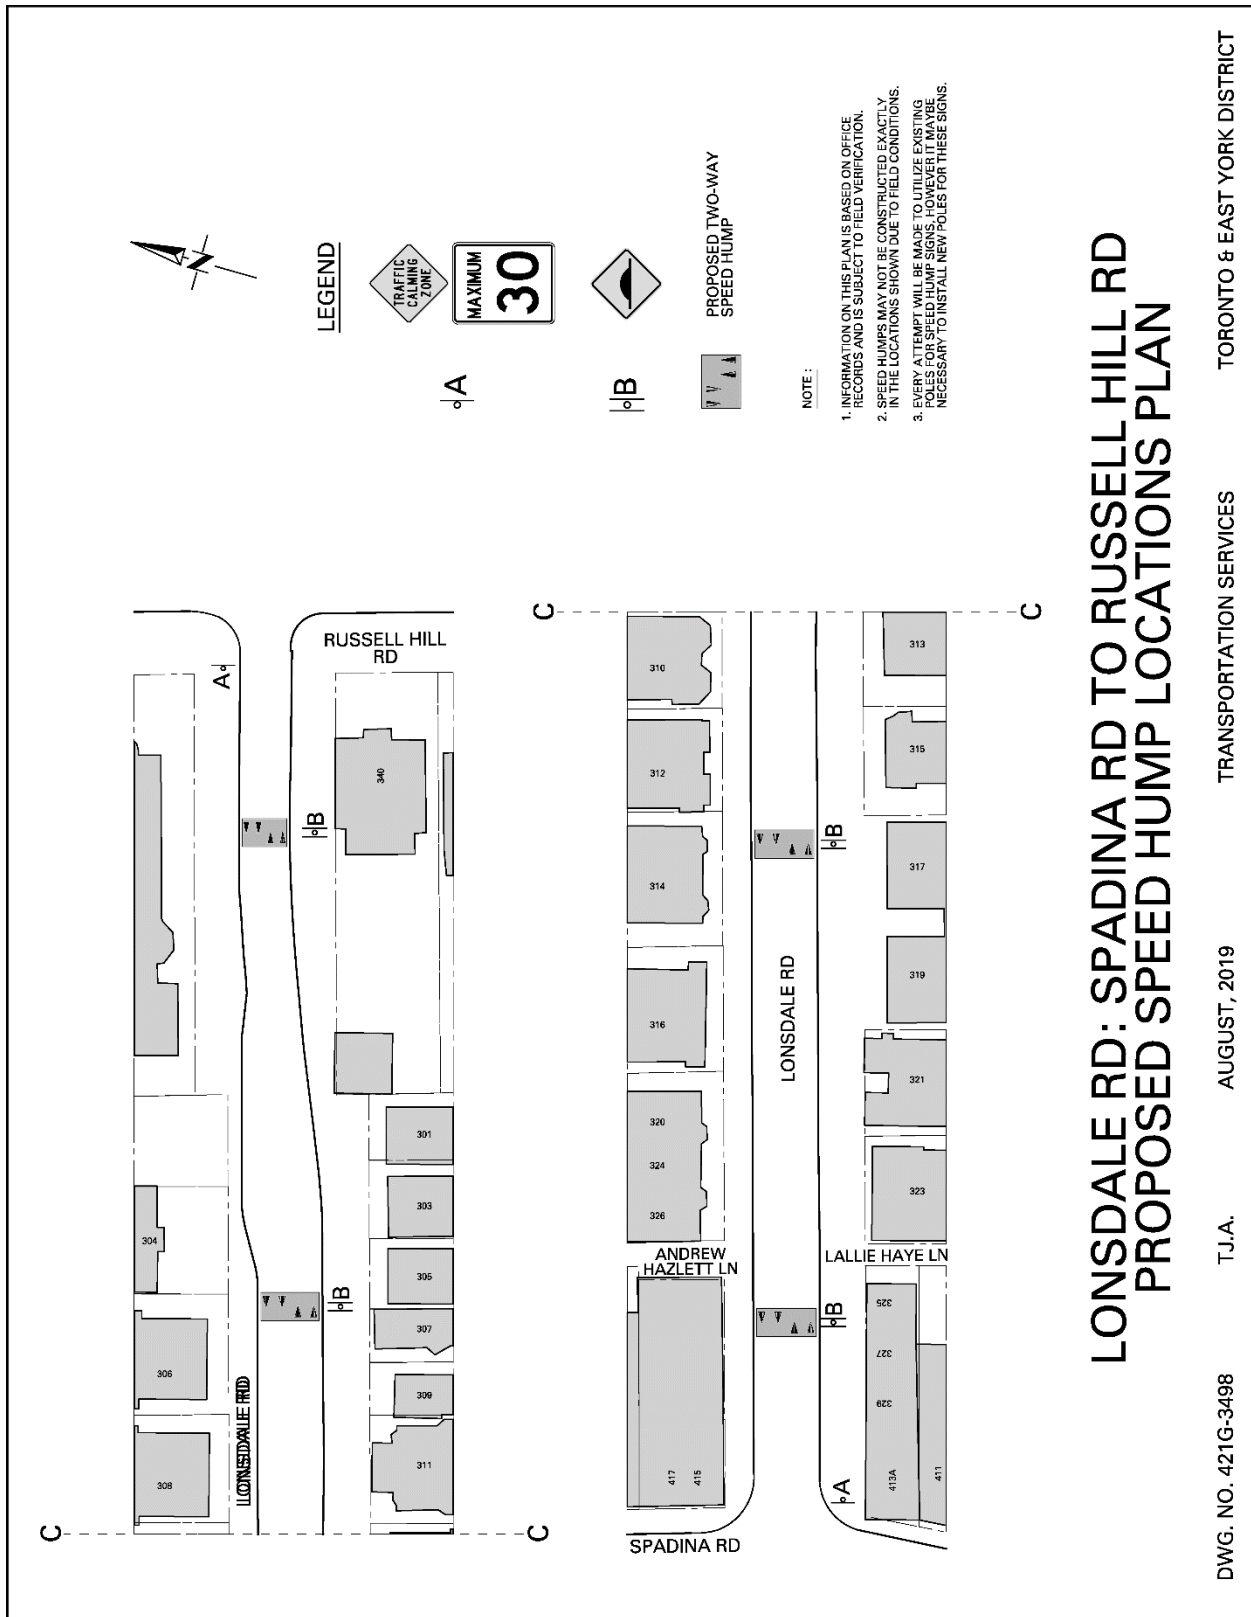 LEGEND
A
TRAFFIC
CALMING
ZONE
MAXIMUM
30
B
PROPOSED TWO-WAY
SPEED HUMP
NOTE :
1. INFORMATION ON THIS PLAN IS BASED ON OFFICE
RECORDS AND IS SUBJECT TO FIELD VERIFICATION.
2. SPEED HUMPS MAY NOT BE CONSTRUCTED EXACTLY
IN THE LOCATIONS SHOWN DUE TO FIELD CONDITIONS.
3. EVERY ATTEMPT WILL BE MADE TO UTILIZE EXISTING
POLES FOR SPEED HUMP SIGNS, HOWEVER IT MAYBE
NECESSARY TO INSTALL NEW POLES FOR THESE SIGNS.
N
C
C
308
306
304
LONSDALE RD
311
309
307
305
303
301
340
B
B
A
RUSSELL HILL
RD
C
C
SPADINA RD
417
415
ANDREW
HAZLETT LN
326
324
320
316
314
312
310
LONSDALE RD
A
B
B
413A
411
329
327
325
LALLIE HAYE LN
323
321
319
317
315
313
LONSDALE RD: SPADINA RD TO RUSSELL HILL RD
PROPOSED SPEED HUMP LOCATIONS PLAN
DWG. NO. 421G-3498
T.J.A.
AUGUST, 2019
TRANSPORTATION SERVICES
TORONTO & EAST YORK DISTRICT